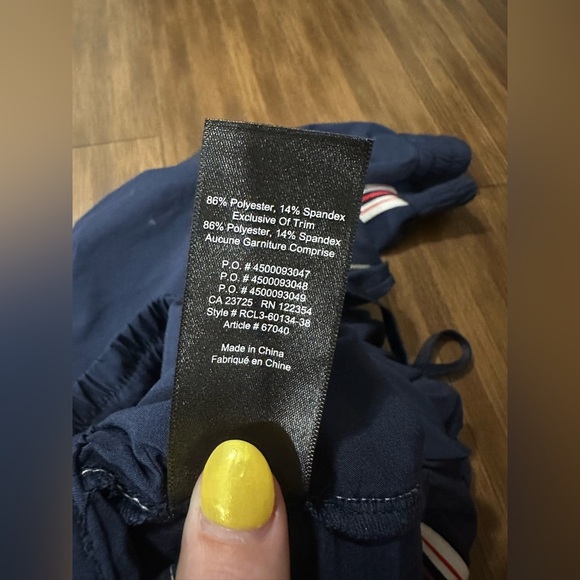 86% Polyester, 14% Spandex
Exclusive Of Trim
86% Polyester, 14% Spandex
Aucune Garniture Comprise
P.O. # 4500093047
P.O. # 4500093048
P.O. # 4500093049
CA 23725 RN 122354
Style # RCL3-60134-38
Article # 67040
Made in China
Fabriqué en Chine